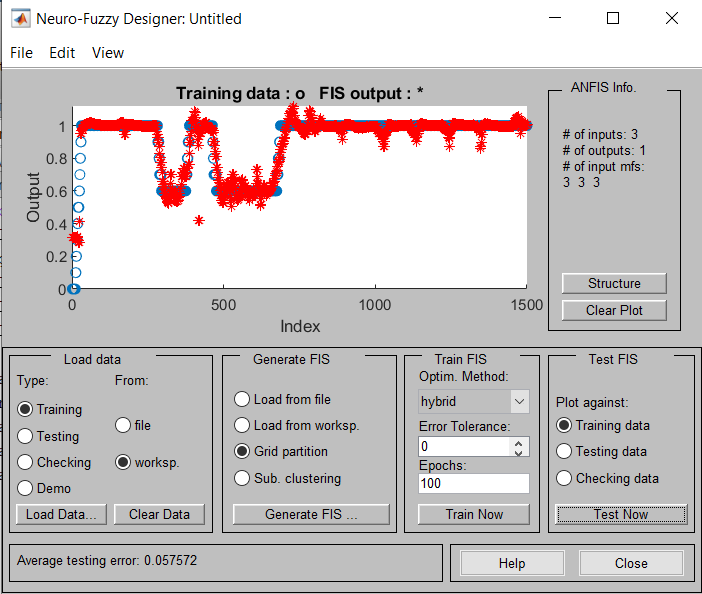 Neuro-Fuzzy Designer: Untitled
File Edit View
Training data : o FIS output : *
1
0.8
0.6
0.4
0.2
0
Output
0 500 1000 1500
Index
ANFIS Info.
# of inputs: 3
# of outputs: 1
# of input mfs:
3 3 3
Structure
Clear Plot
Load data
Type: From:
Training
Testing
Checking
Demo
file
worksp.
Load Data... Clear Data
Generate FIS
Load from file
Load from worksp.
Grid partition
Sub. clustering
Generate FIS ...
Train FIS
Optim. Method:
hybrid
Error Tolerance:
0
Epochs:
100
Train Now
Test FIS
Plot against:
Training data
Testing data
Checking data
Test Now
Average testing error: 0.057572
Help Close